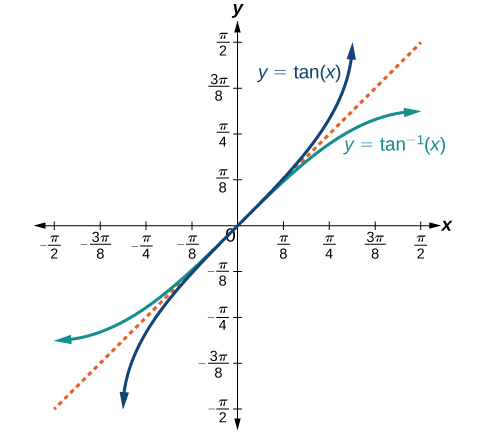 y
π/2
y = tan(x)
3π/8
π/4
y = tan⁻¹(x)
π/8
x
0
-π/2 -3π/8 -π/4 -π/8 π/8 π/4 3π/8 π/2
-π/8
-π/4
-3π/8
-π/2